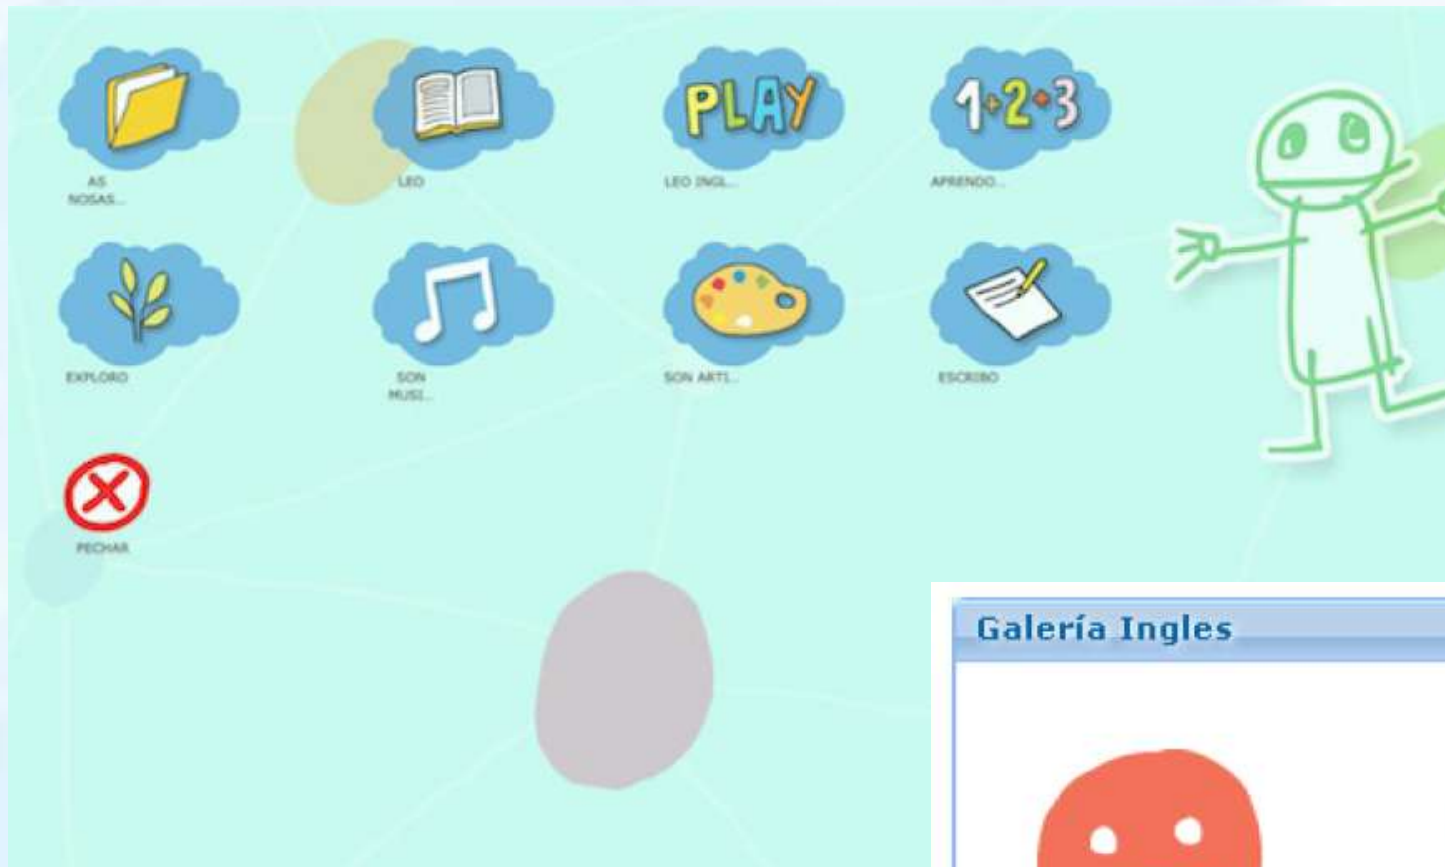 PLAY
1+2+3
AS
NOSAS...
LEO
LEO INGL...
APRENDO...
EXPLORO
SON
MUSI...
SON ARTI...
ESCRIBO
PECHAR
Galería Ingles